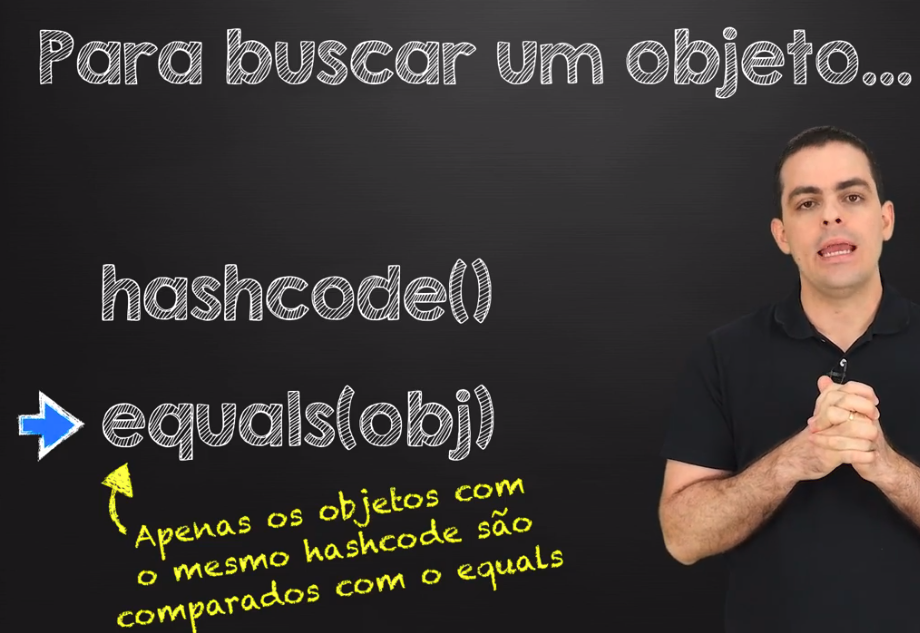 Para buscar um objeto...
hashcode()
equals(obj)
Apenas os objetos com
o mesmo hashcode são
comparados com o equals